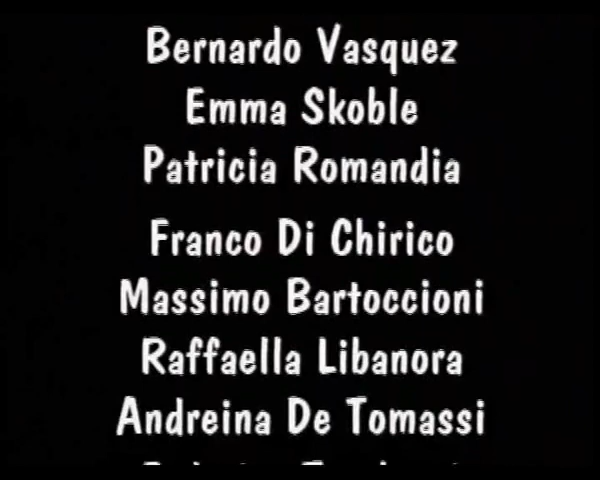 Bernardo Vasquez
Emma Skoble
Patricia Romandia
Franco Di Chirico
Massimo Bartoccioni
Raffaella Libanora
Andreina De Tomassi